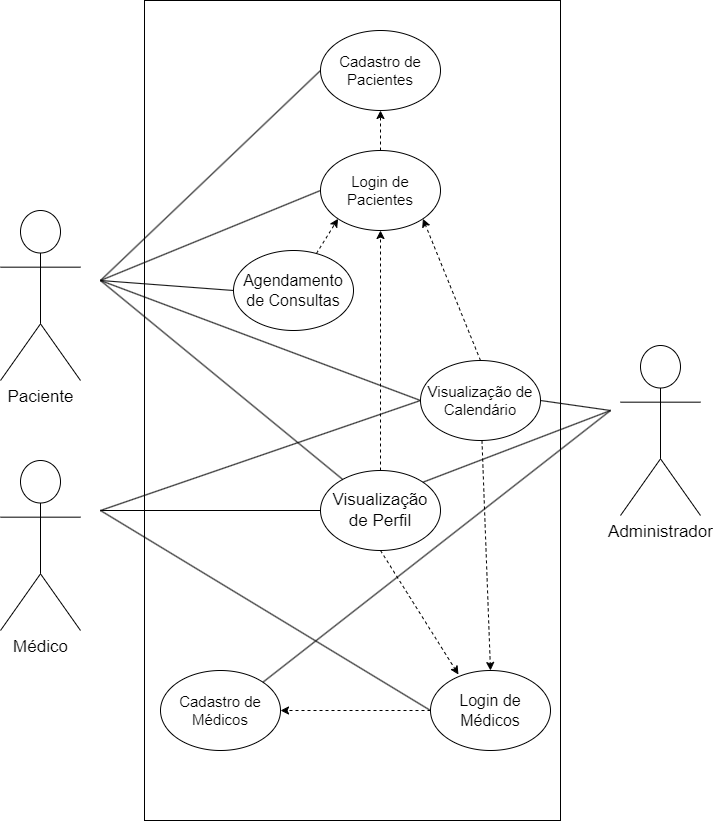 Cadastro de
Pacientes
Login de
Pacientes
Agendamento
de Consultas
Paciente
Visualização de
Calendário
Visualização
de Perfil
Administrador
Médico
Cadastro de
Médicos
Login de
Médicos